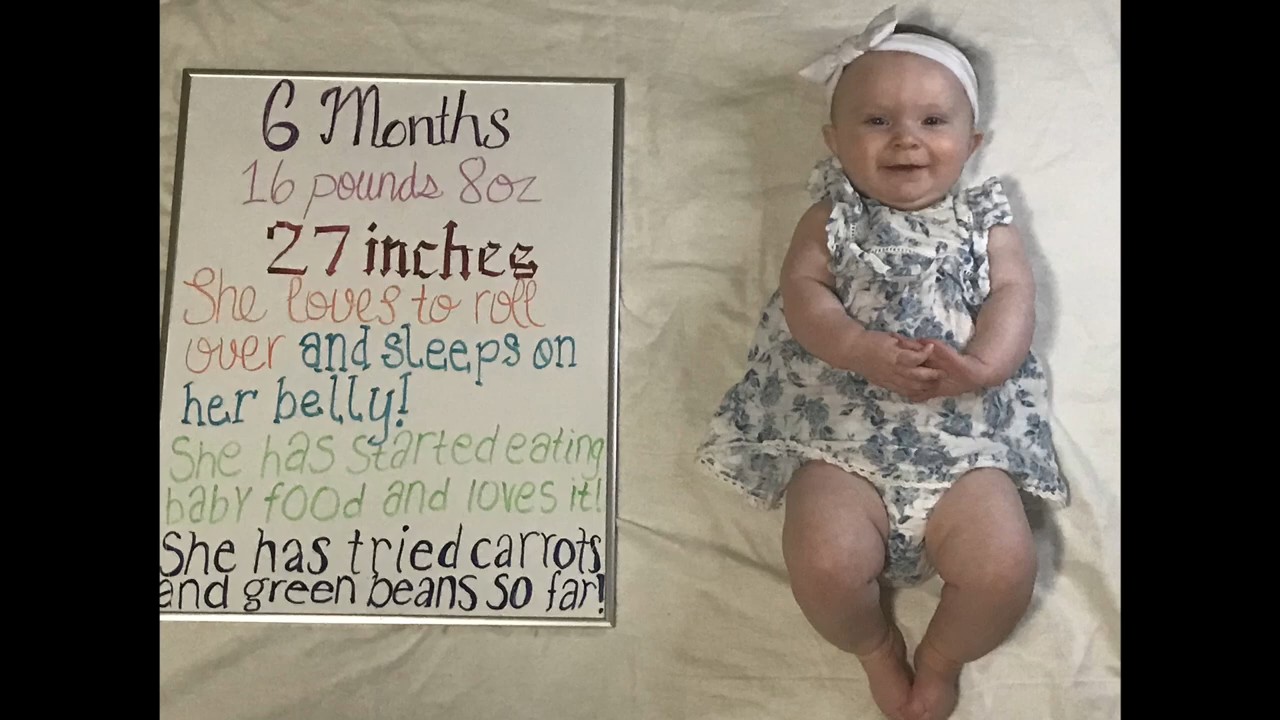 6 Months
16 pounds 8oz
27 inches
She loves to roll
over and sleeps on
her belly!
She has started eating
baby food and loves it!
She has tried carrots
and green beans so far!